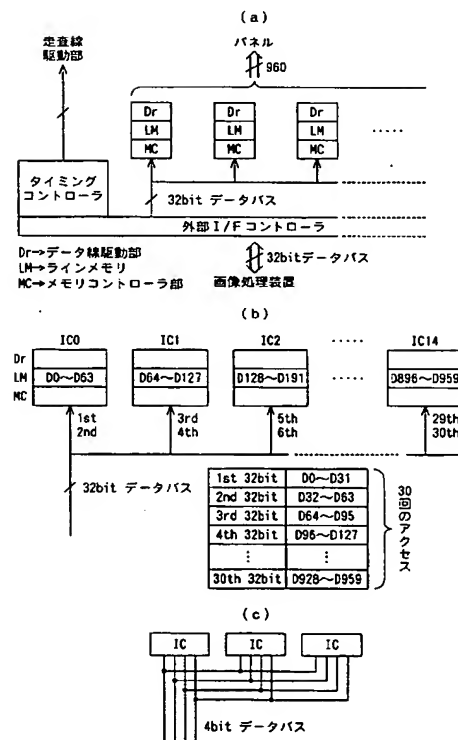 (a)
走査線
駆動部
パネル
960
Dr
LM
MC
Dr
LM
MC
Dr
LM
MC
‥‥‥
タイミング
コントローラ
32bit データバス
外部I/Fコントローラ
Dr→データ線駆動部
LM→ラインメモリ
MC→メモリコントローラ部
32bitデータバス
画像処理装置
(b)
IC0
IC1
IC2
‥‥‥
IC14
Dr
LM
MC
D0～D63
D64～D127
D128～D191
‥‥
D896～D959
1st
2nd
3rd
4th
5th
6th
29th
30th
32bit データバス
1st 32bit D0～D31
2nd 32bit D32～D63
3rd 32bit D64～D95
4th 32bit D96～D127
⋮ ⋮
30th 32bit D928～D959
30回のアクセス
(c)
IC
IC
IC
4bit データバス